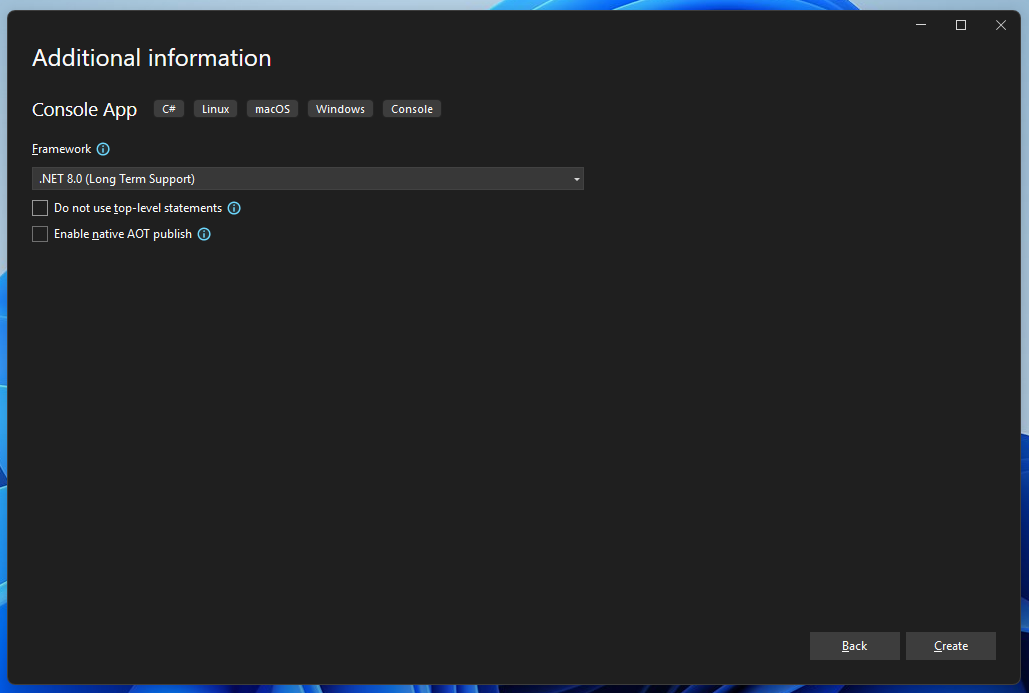 Additional information
Console App C# Linux macOS Windows Console
Framework
.NET 8.0 (Long Term Support)
Do not use top-level statements
Enable native AOT publish
Back Create